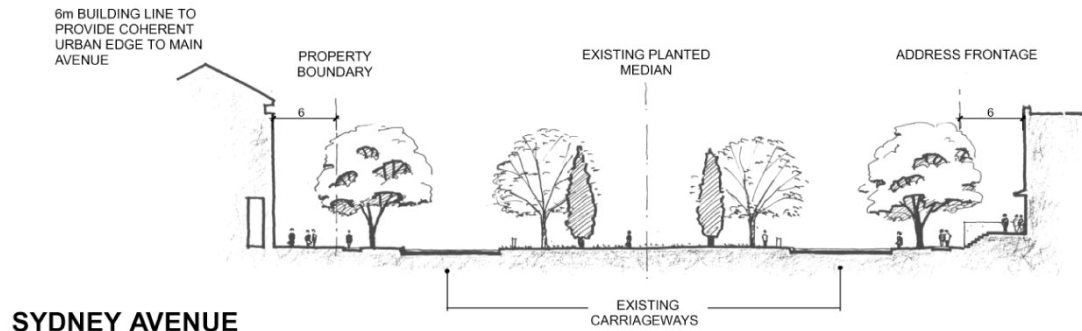 6m BUILDING LINE TO
PROVIDE COHERENT
URBAN EDGE TO MAIN
AVENUE
PROPERTY
BOUNDARY
EXISTING PLANTED
MEDIAN
ADDRESS FRONTAGE
6
6
EXISTING
CARRIAGEWAYS
SYDNEY AVENUE